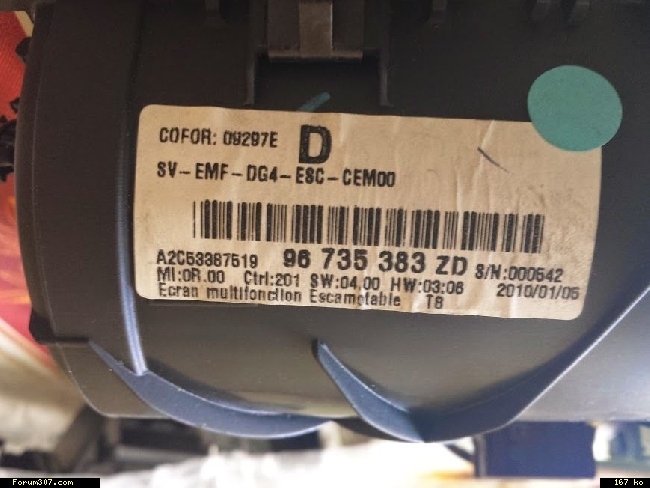 COFOR: 09297E D
SV-EMF-DG4-ESC-CEM00
A2C53387519 96 735 383 ZD S/N:000542
MI:0R.00 Ctrl:201 SW:04.00 HW:03:06 2010/01/06
Ecran multifonction Escamotable T8
Forum307.com 167 ko